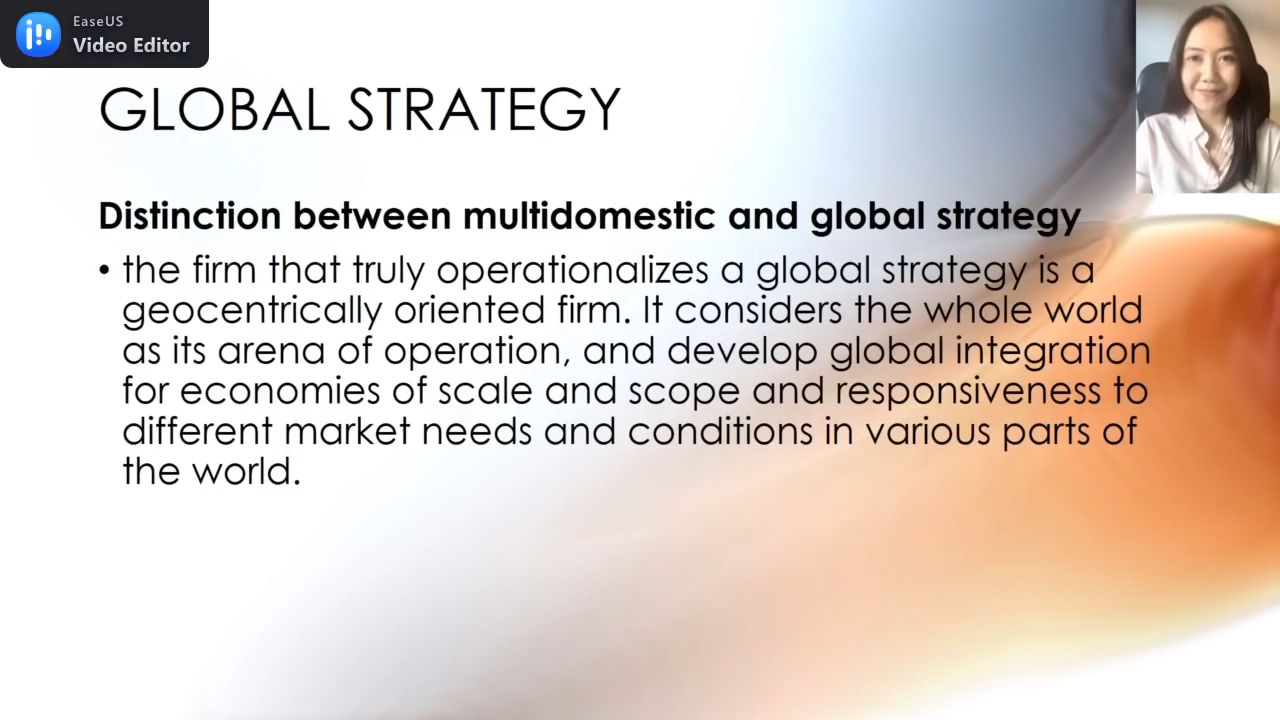 EaseUS
Video Editor
GLOBAL STRATEGY
Distinction between multidomestic and global strategy
• the firm that truly operationalizes a global strategy is a
geocentrically oriented firm. It considers the whole world
as its arena of operation, and develop global integration
for economies of scale and scope and responsiveness to
different market needs and conditions in various parts of
the world.